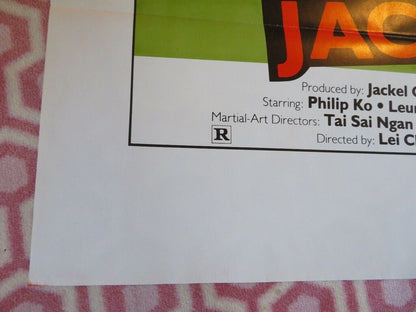 JAC
Produced by: Jackel
Starring: Philip Ko • Leun
Martial-Art Directors: Tai Sai Ngan
R
Directed by: Lei